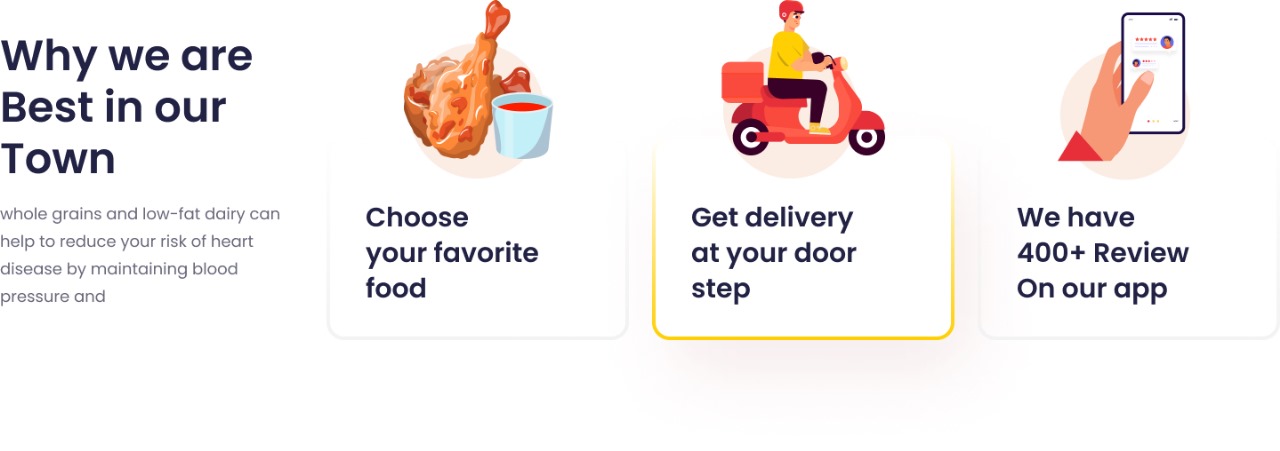 Why we are
Best in our
Town
whole grains and low-fat dairy can
help to reduce your risk of heart
disease by maintaining blood
pressure and
Choose
your favorite
food
Get delivery
at your door
step
We have
400+ Review
On our app